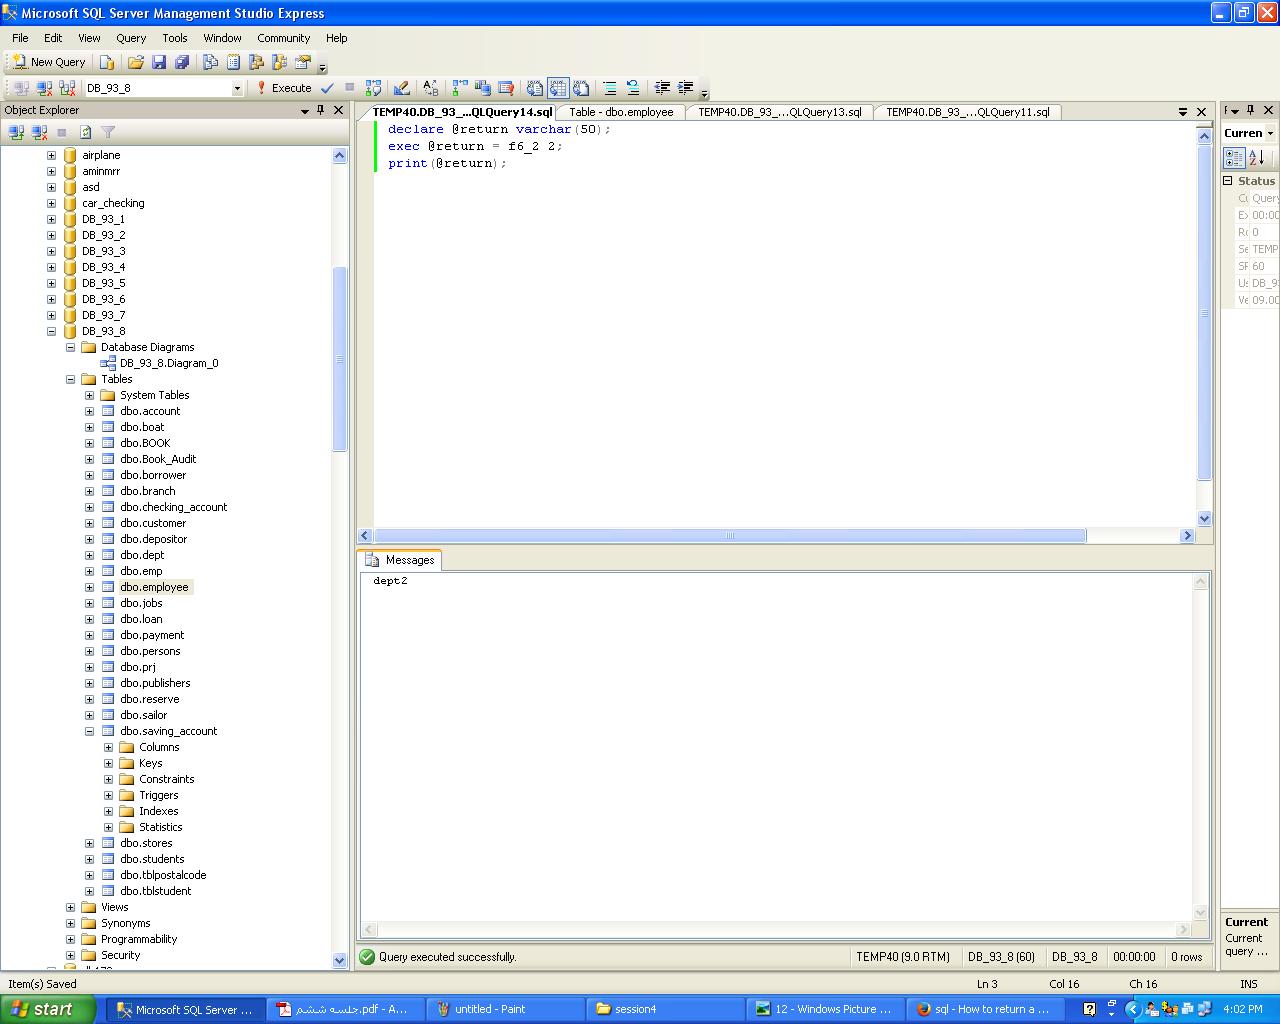 Microsoft SQL Server Management Studio Express
File Edit View Query Tools Window Community Help
New Query
DB_93_8 Execute
Object Explorer
airplane
aminmrr
asd
car_checking
DB_93_1
DB_93_2
DB_93_3
DB_93_4
DB_93_5
DB_93_6
DB_93_7
DB_93_8
Database Diagrams
DB_93_8.Diagram_0
Tables
System Tables
dbo.account
dbo.boat
dbo.BOOK
dbo.Book_Audit
dbo.borrower
dbo.branch
dbo.checking_account
dbo.customer
dbo.depositor
dbo.dept
dbo.emp
dbo.employee
dbo.jobs
dbo.loan
dbo.payment
dbo.persons
dbo.prj
dbo.publishers
dbo.reserve
dbo.sailor
dbo.saving_account
Columns
Keys
Constraints
Triggers
Indexes
Statistics
dbo.stores
dbo.students
dbo.tblpostalcode
dbo.tblstudent
Views
Synonyms
Programmability
Security
TEMP40.DB_93_...QLQuery14.sql Table - dbo.employee TEMP40.DB_93_...QLQuery13.sql TEMP40.DB_93_...QLQuery11.sql
declare @return varchar(50);
exec @return = f6_2 2;
print(@return);
Messages
dept2
Query executed successfully. TEMP40 (9.0 RTM) DB_93_8 (60) DB_93_8 00:00:00 0 rows
Curren
Status
Query
00:00
0
TEMP
60
DB_9
09.00
Current
Current
query ...
Item(s) Saved Ln 3 Col 16 Ch 16 INS
start Microsoft SQL Server ... جلسه ششم.pdf - A... untitled - Paint session4 12 - Windows Picture ... sql - How to return a ... 4:02 PM